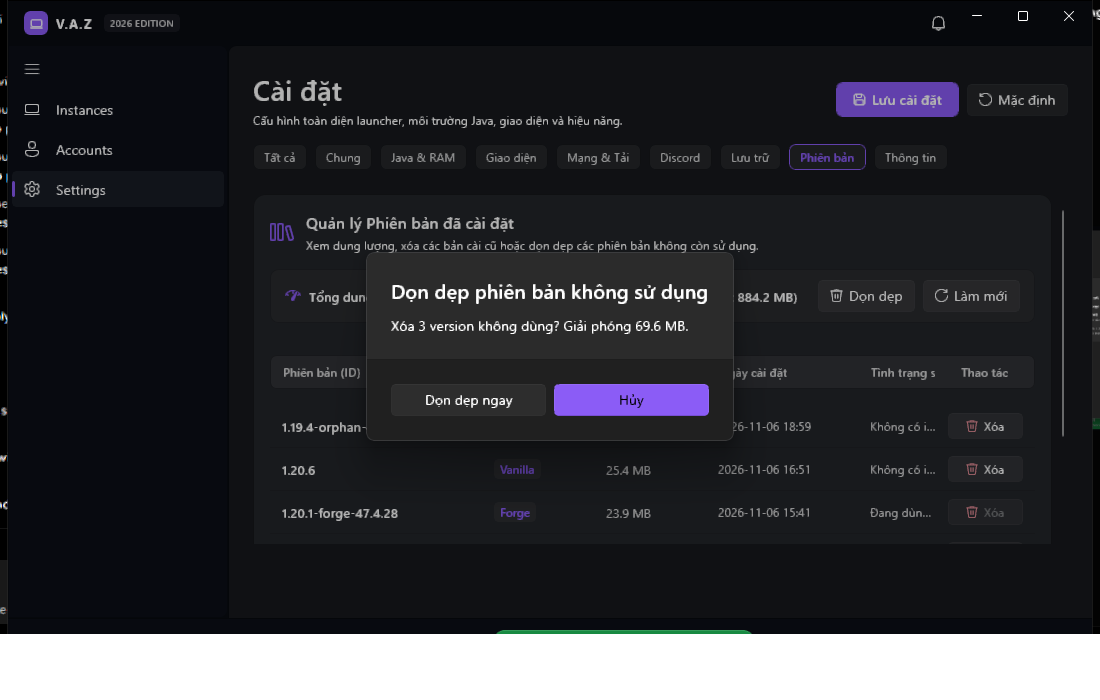 V.A.Z
2026 EDITION
Instances
Accounts
Settings
Cài đặt
Cấu hình toàn diện launcher, môi trường Java, giao diện và hiệu năng.
Lưu cài đặt
Mặc định
Tất cả
Chung
Java & RAM
Giao diện
Mạng & Tải
Discord
Lưu trữ
Phiên bản
Thông tin
Quản lý Phiên bản đã cài đặt
Xem dung lượng, xóa các bản cài cũ hoặc dọn dẹp các phiên bản không còn sử dụng.
Tổng dun
884.2 MB)
Dọn dẹp
Làm mới
Dọn dẹp phiên bản không sử dụng
Xóa 3 version không dùng? Giải phóng 69.6 MB.
Dọn dẹp ngay
Hủy
Phiên bản (ID)
gày cài đặt
Tình trạng s
Thao tác
1.19.4-orphan-
26-11-06 18:59
Không có i...
Xóa
1.20.6
Vanilla
25.4 MB
2026-11-06 16:51
Không có i...
Xóa
1.20.1-forge-47.4.28
Forge
23.9 MB
2026-11-06 15:41
Đang dùn...
Xóa